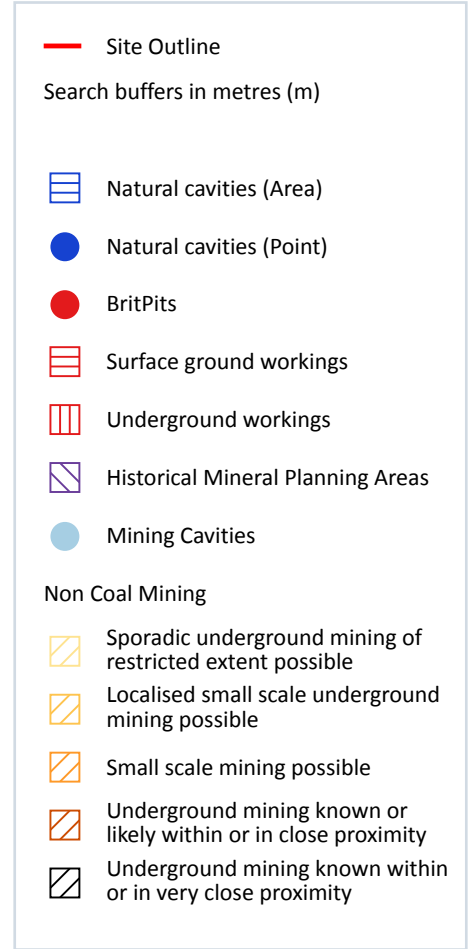 Site Outline
Search buffers in metres (m)
Natural cavities (Area)
Natural cavities (Point)
BritPits
Surface ground workings
Underground workings
Historical Mineral Planning Areas
Mining Cavities
Non Coal Mining
Sporadic underground mining of
restricted extent possible
Localised small scale underground
mining possible
Small scale mining possible
Underground mining known or
likely within or in close proximity
Underground mining known within
or in very close proximity